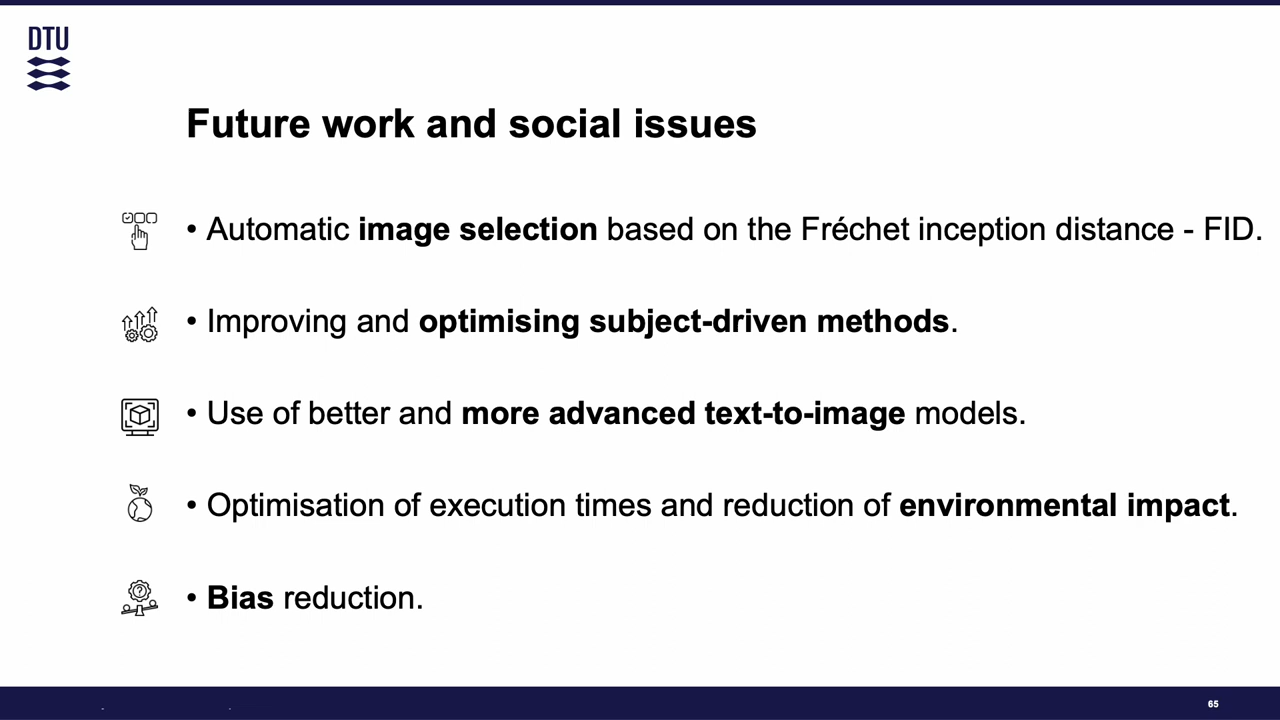 DTU
Future work and social issues
• Automatic image selection based on the Fréchet inception distance - FID.
• Improving and optimising subject-driven methods.
• Use of better and more advanced text-to-image models.
• Optimisation of execution times and reduction of environmental impact.
• Bias reduction.
65